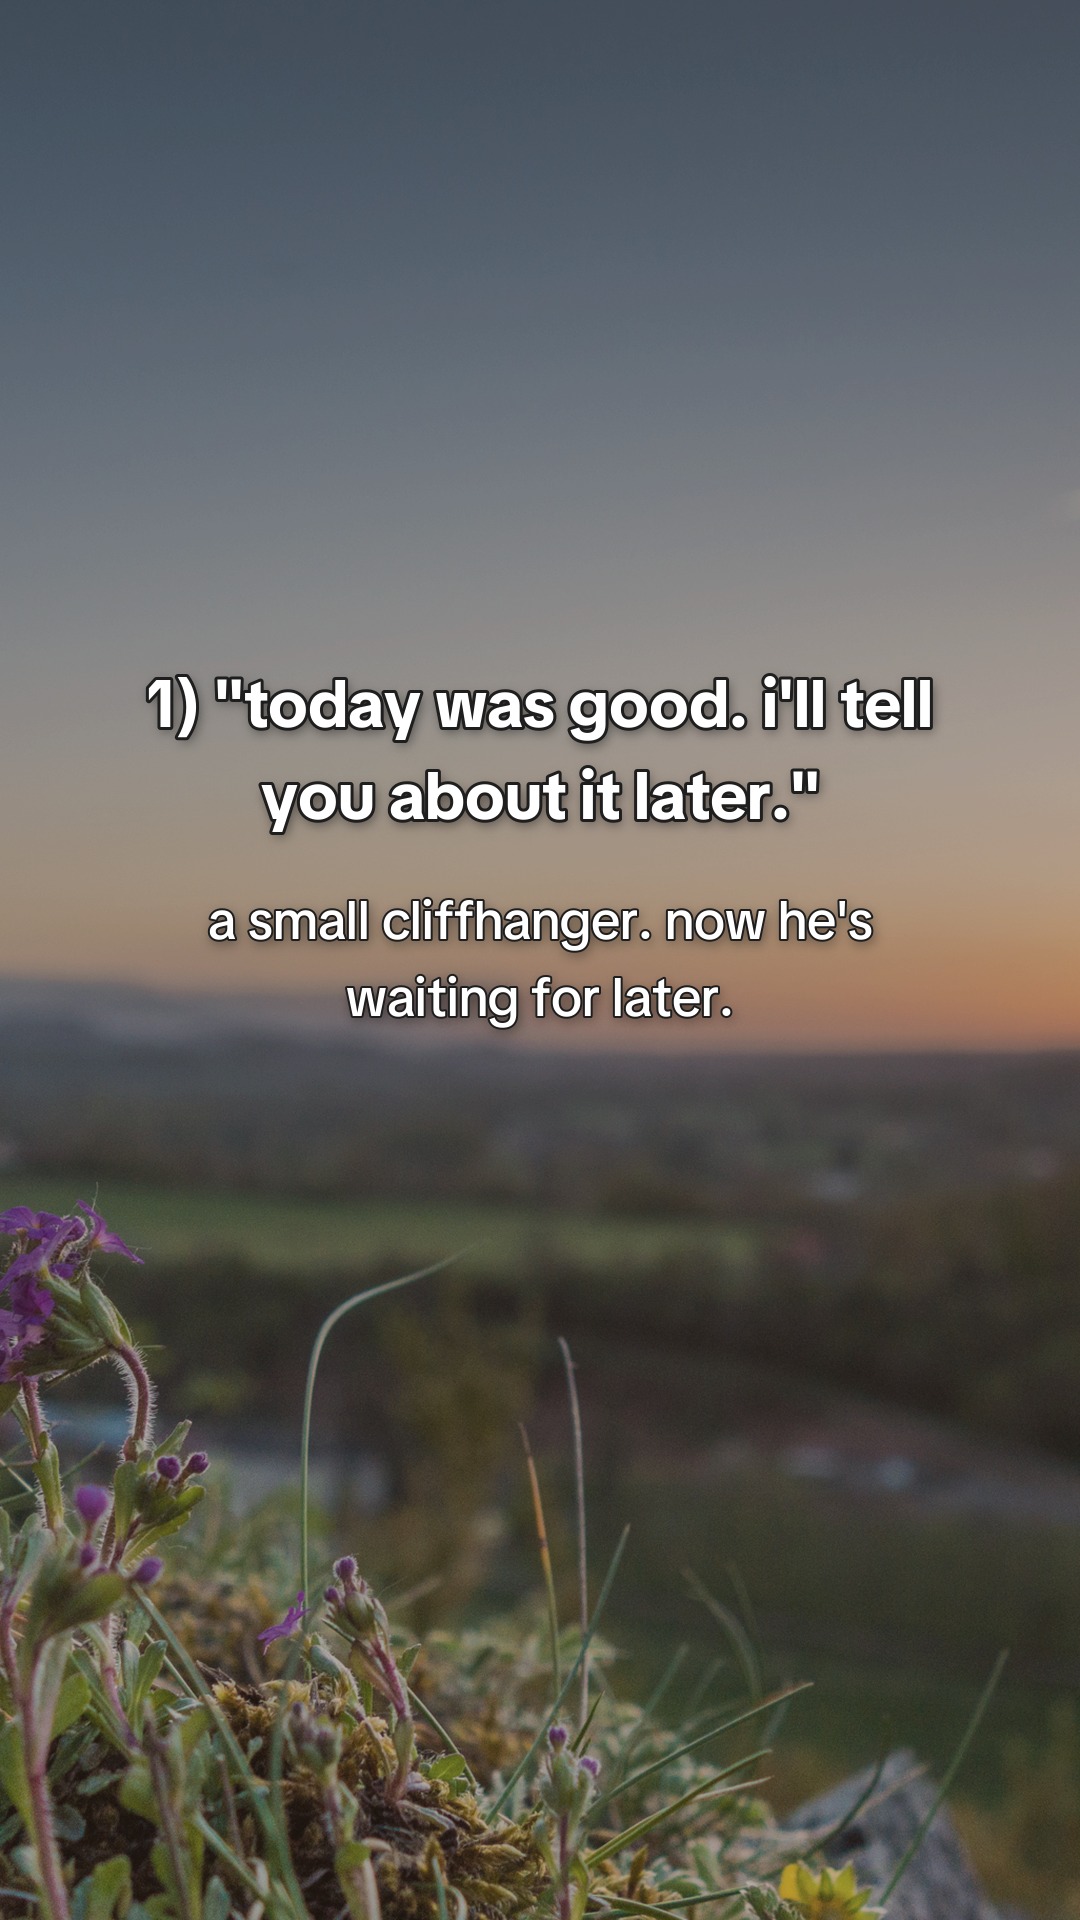 1) "today was good. i'll tell
you about it later."
a small cliffhanger. now he's
waiting for later.